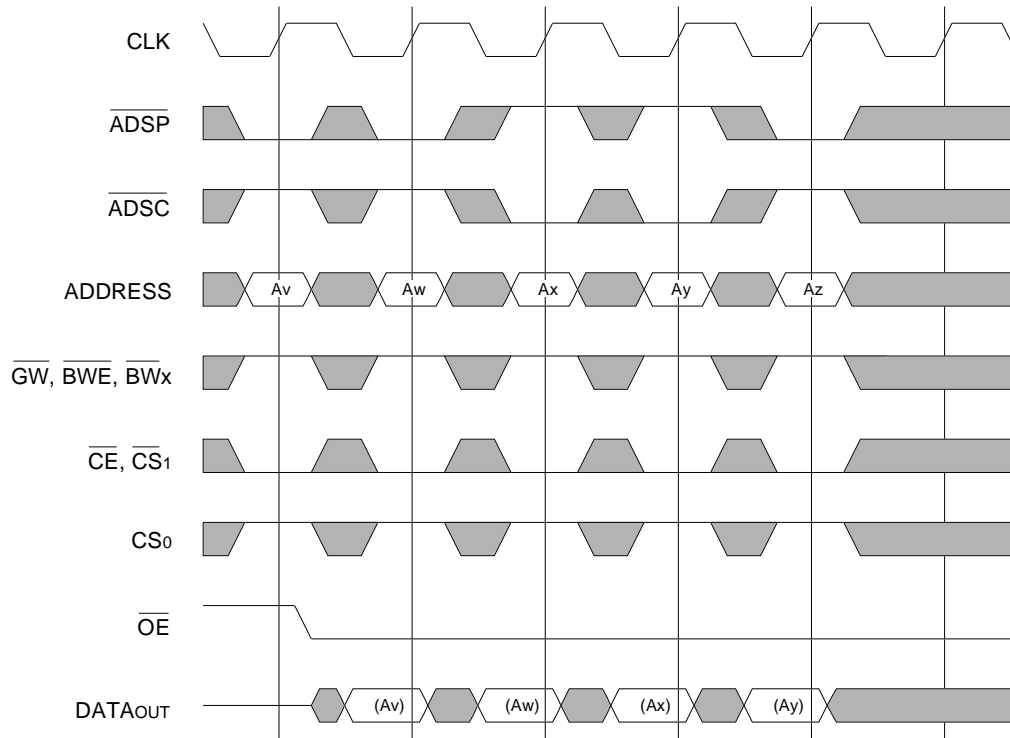 CLK
ADSP
ADSC
ADDRESS Av Aw Ax Ay Az
GW, BWE, BWx
CE, CS1
CS0
OE
DATAOUT (Av) (Aw) (Ax) (Ay)